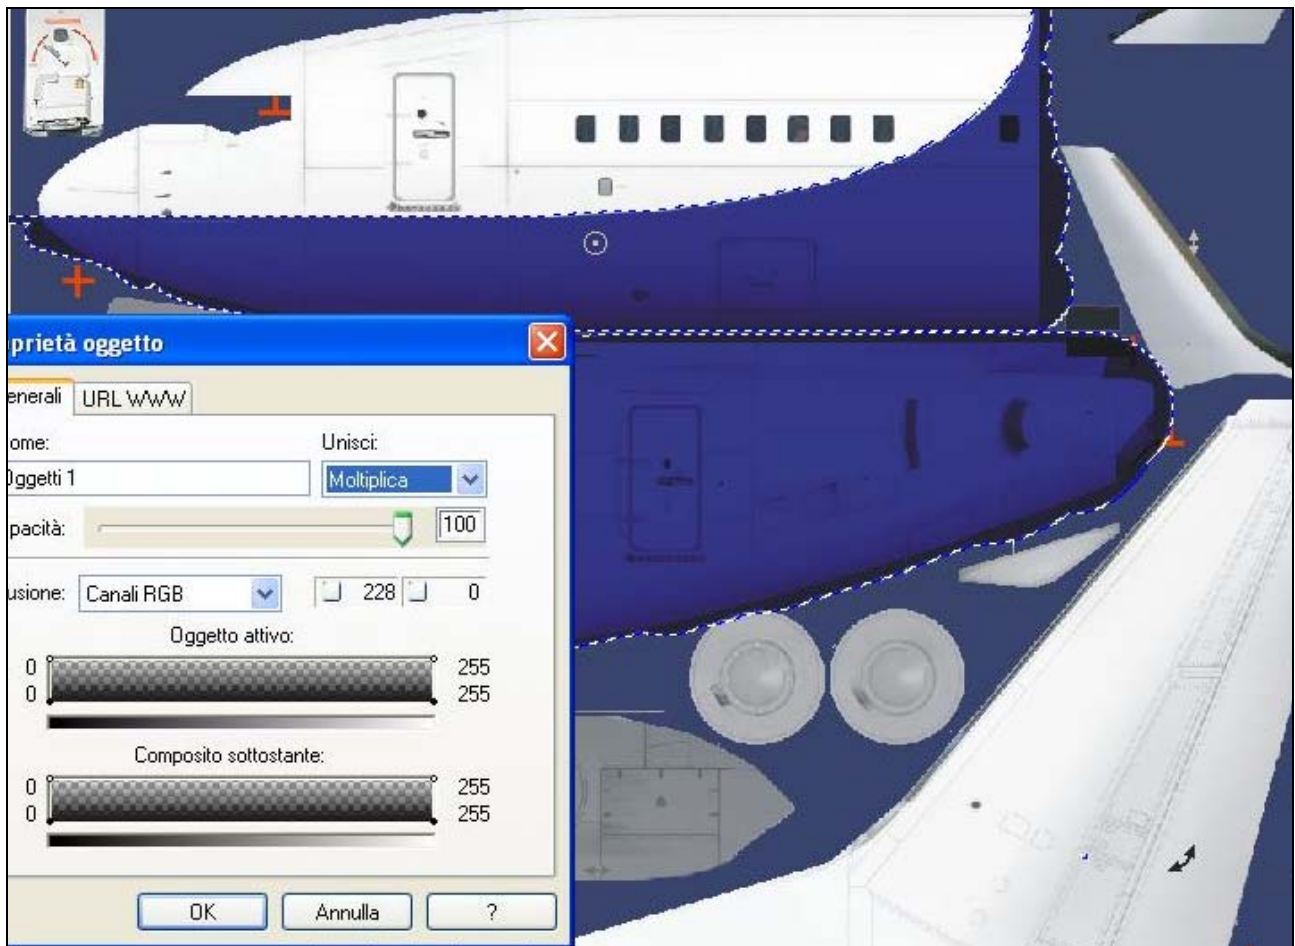 prietà oggetto
enerali URL WWW
ome: Unisci:
Oggetti 1 Moltiplica
pacità: 100
usione: Canali RGB 228 0
Oggetto attivo:
0 255
0 255
Composito sottostante:
0 255
0 255
OK Annulla ?